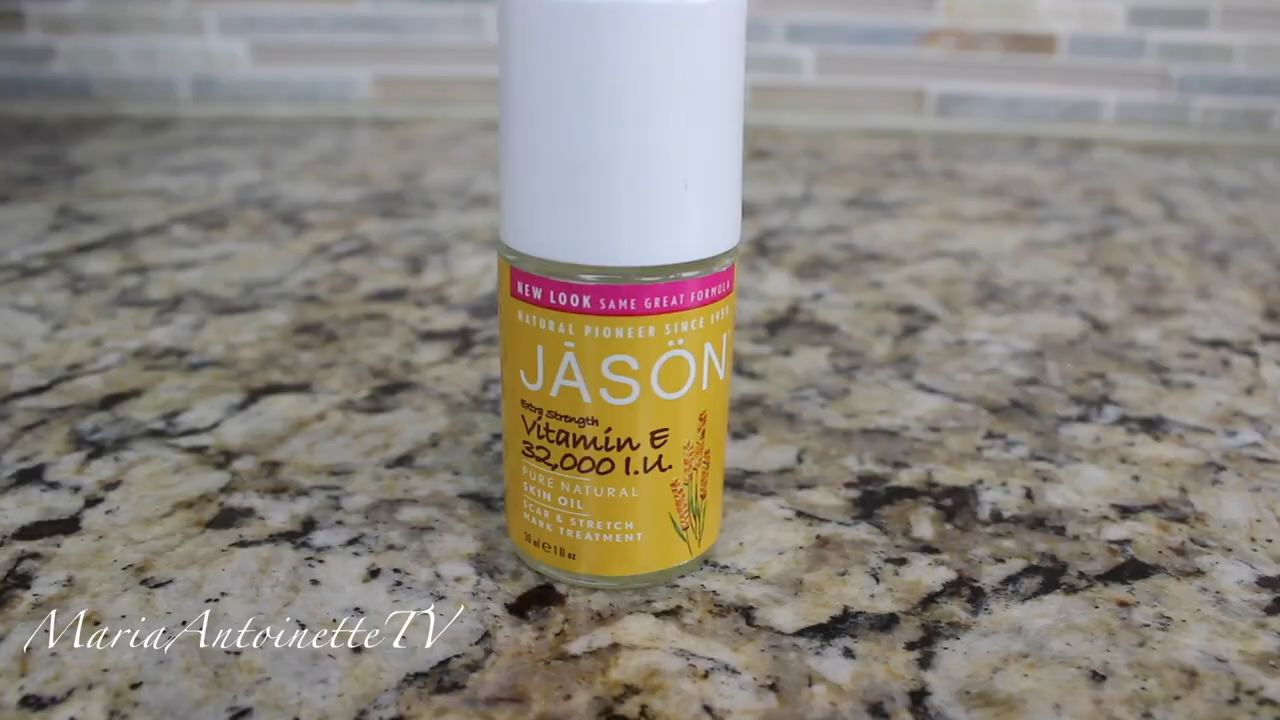 NEW LOOK SAME GREAT FORMULA
NATURAL PIONEER SINCE 1959
JĀSÖN
Extra Strength
Vitamin E
32,000 I.U.
PURE NATURAL
SKIN OIL
SCAR & STRETCH
MARK TREATMENT
30 ml ℮ 1 fl oz
MariaAntoinetteTV